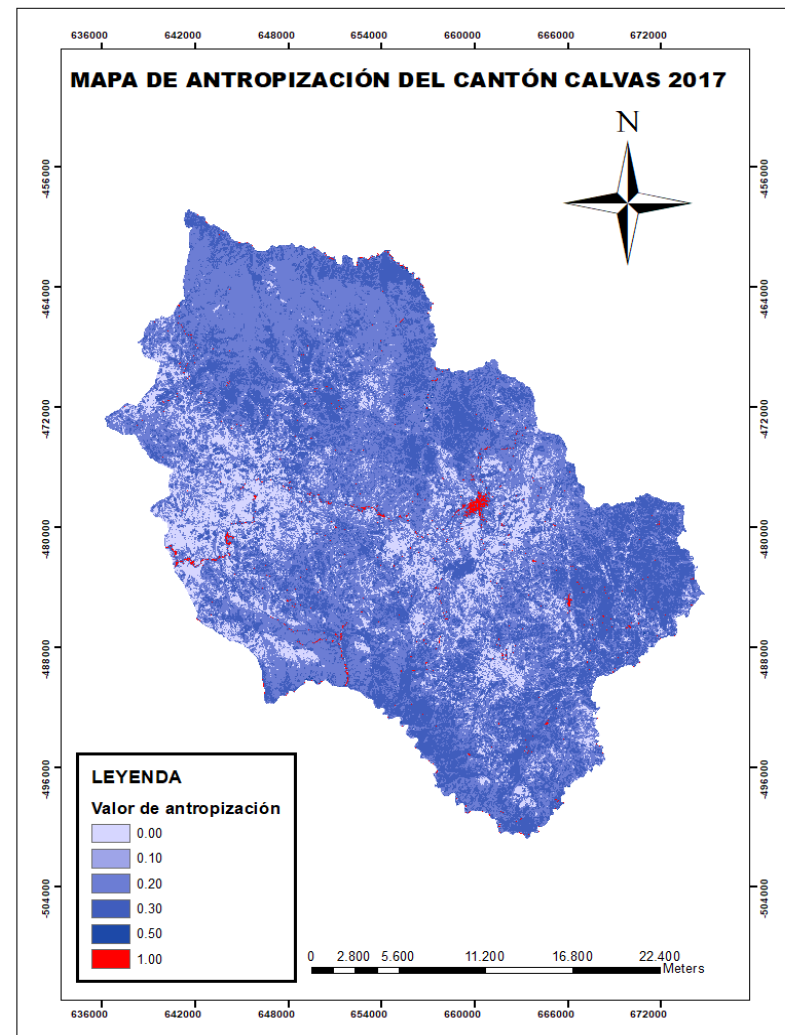 636000 642000 648000 654000 660000 666000 672000
MAPA DE ANTROPIZACIÓN DEL CANTÓN CALVAS 2017
N
-456000 -456000
-464000 -464000
-472000 -472000
-480000 -480000
-488000 -488000
-496000 -496000
-504000 -504000
LEYENDA
Valor de antropización
0.00
0.10
0.20
0.30
0.50
1.00
0 2.800 5.600 11.200 16.800 22.400
Meters
636000 642000 648000 654000 660000 666000 672000